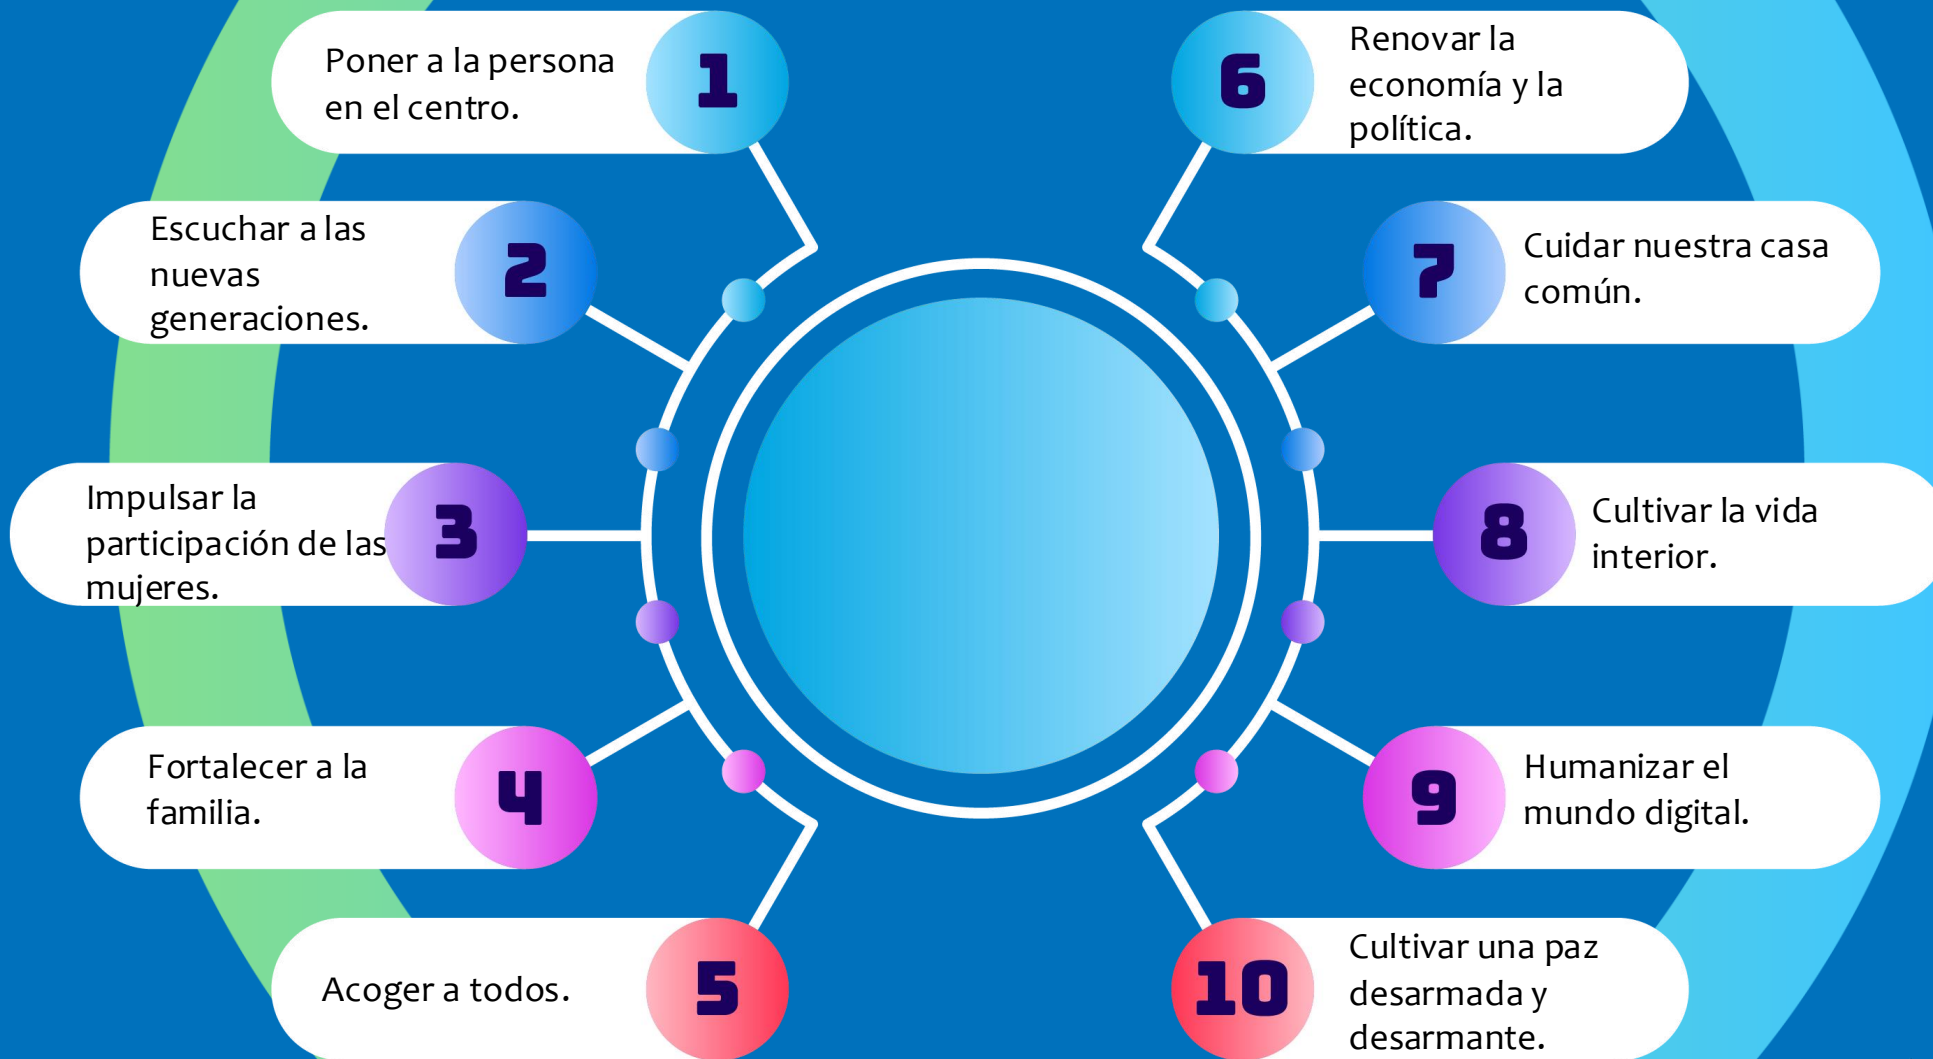 Poner a la persona
en el centro.
1
Escuchar a las
nuevas
generaciones.
2
Impulsar la
participación de las
mujeres.
3
Fortalecer a la
familia.
4
Acoger a todos.
5
6
Renovar la
economía y la
política.
7
Cuidar nuestra casa
común.
8
Cultivar la vida
interior.
9
Humanizar el
mundo digital.
10
Cultivar una paz
desarmada y
desarmante.